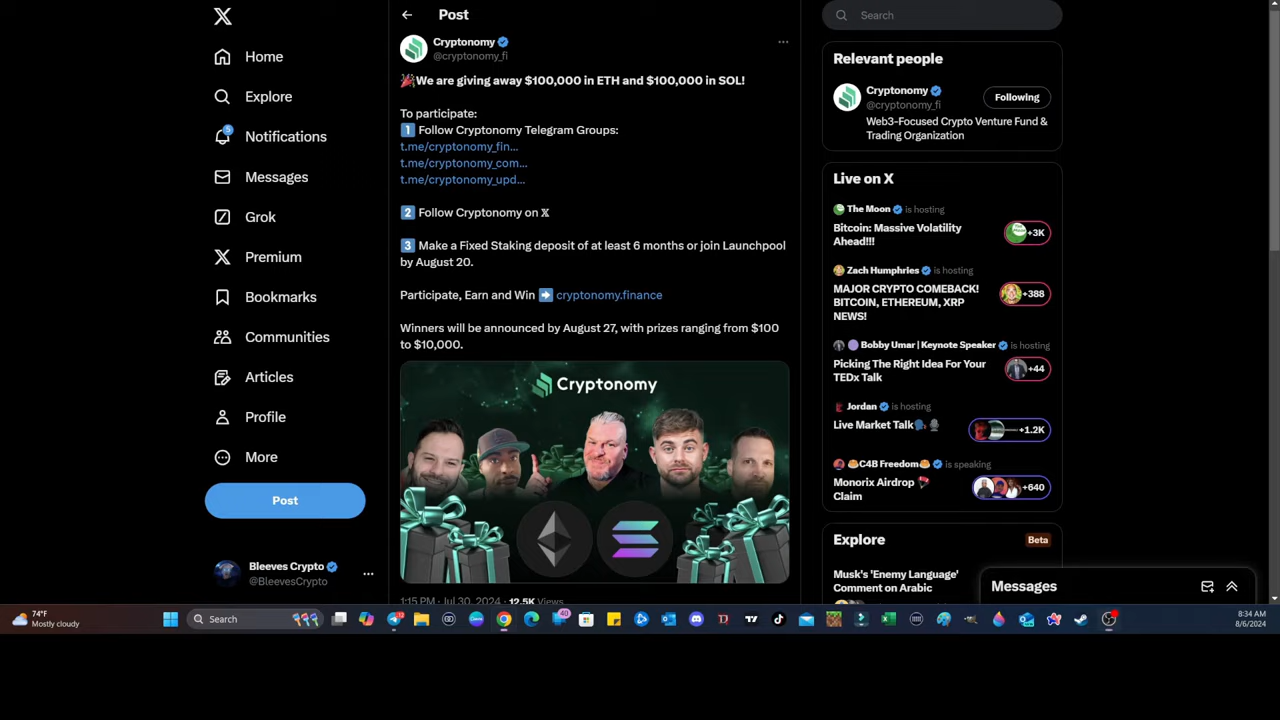 Post
Search
Home
Explore
Notifications
5
Messages
Grok
Premium
Bookmarks
Communities
Articles
Profile
More
Post
Bleeves Crypto
@BleevesCrypto
Cryptonomy
@cryptonomy_fi
🎉We are giving away $100,000 in ETH and $100,000 in SOL!
To participate:
1️⃣ Follow Cryptonomy Telegram Groups:
t.me/cryptonomy_fin...
t.me/cryptonomy_com...
t.me/cryptonomy_upd...
2️⃣ Follow Cryptonomy on 𝕏
3️⃣ Make a Fixed Staking deposit of at least 6 months or join Launchpool
by August 20.
Participate, Earn and Win ➡️ cryptonomy.finance
Winners will be announced by August 27, with prizes ranging from $100
to $10,000.
Cryptonomy
1:15 PM · Jul 30, 2024 · 12.5K Views
Relevant people
Cryptonomy
@cryptonomy_fi
Following
Web3-Focused Crypto Venture Fund &
Trading Organization
Live on X
The Moon is hosting
Bitcoin: Massive Volatility
Ahead!!!
+3K
Zach Humphries is hosting
MAJOR CRYPTO COMEBACK!
BITCOIN, ETHEREUM, XRP
NEWS!
+388
Bobby Umar | Keynote Speaker is hosting
Picking The Right Idea For Your
TEDx Talk
+44
Jordan is hosting
Live Market Talk🗣️🎙️
+1.2K
C4B Freedom is speaking
Monorix Airdrop
Claim
+640
Explore
Beta
Musk's 'Enemy Language'
Comment on Arabic
Messages
74°F
Mostly cloudy
Search
40
8:34 AM
8/6/2024